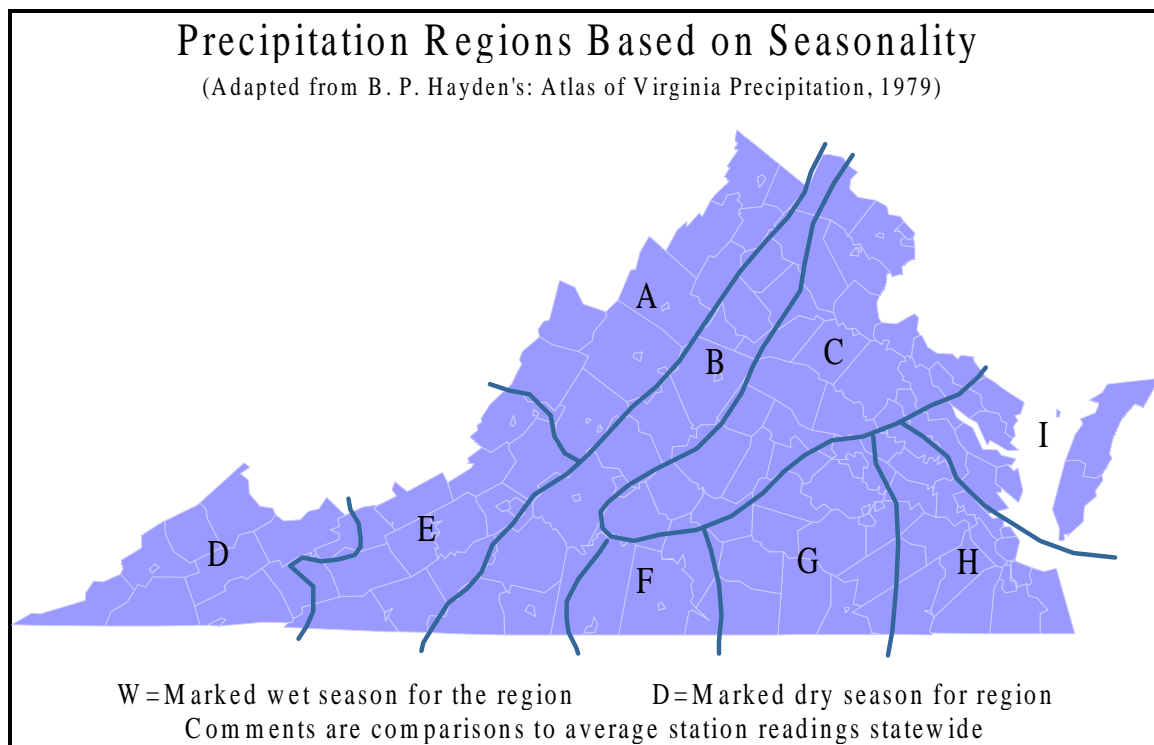 Precipitation Regions Based on Seasonality
(Adapted from B. P. Hayden's: Atlas of Virginia Precipitation, 1979)
A
B
C
I
D
E
F
G
H
W=Marked wet season for the region D=Marked dry season for region
Comments are comparisons to average station readings statewide